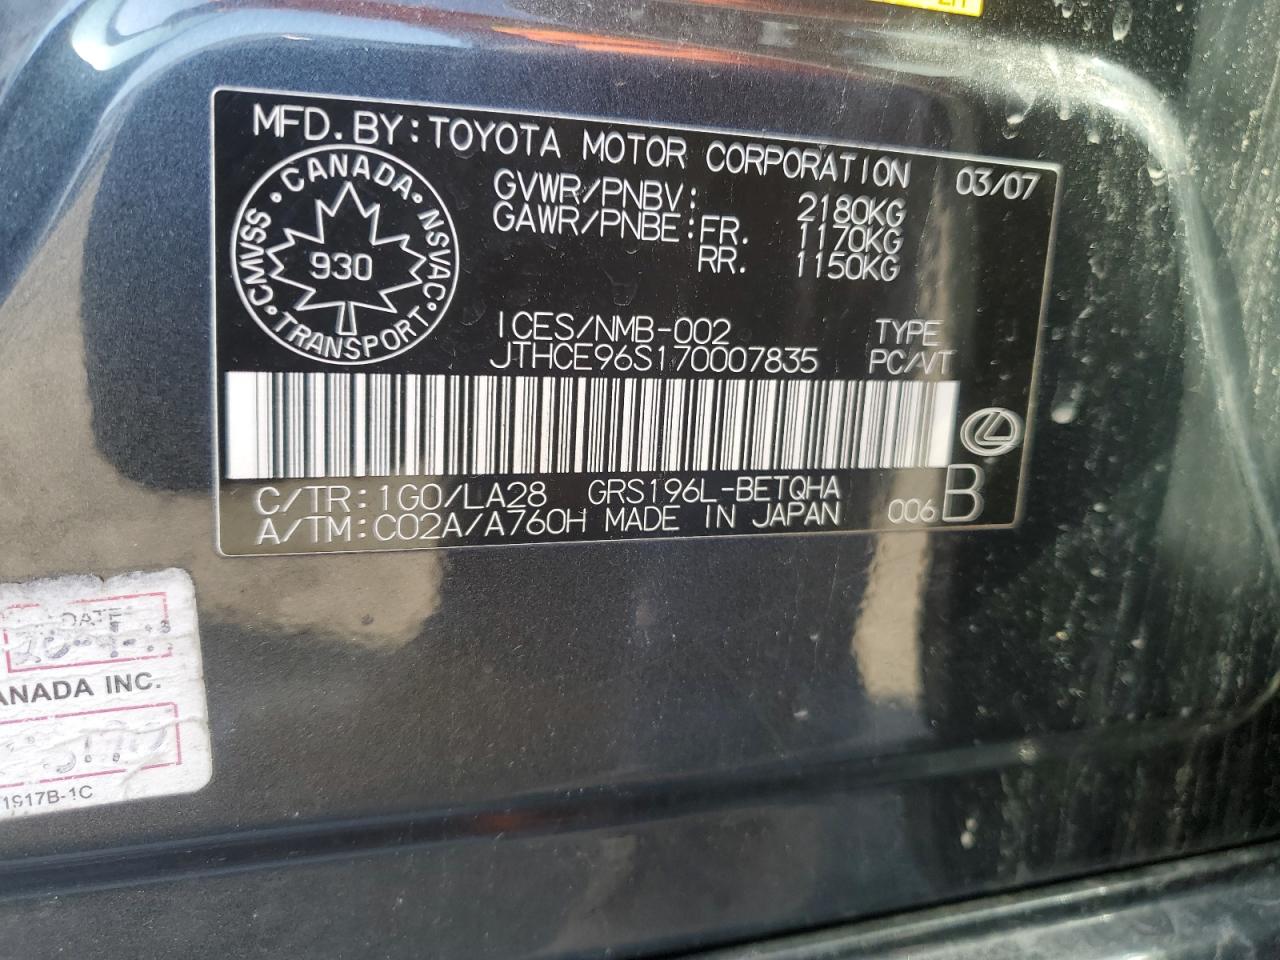 MFD.BY:TOYOTA MOTOR CORPORATION 03/07
GVWR/PNBV: 2180KG
GAWR/PNBE:FR. 1170KG
RR. 1150KG
CANADA · NSVAC · TRANSPORT · CMVSS ·
930
ICES/NMB-002 TYPE
JTHCE96S170007835 PC/VT
C/TR:1G0/LA28 GRS196L-BETQHA
A/TM:C02A/A760H MADE IN JAPAN 006 B
DATE
ANADA INC.
1917B-1C